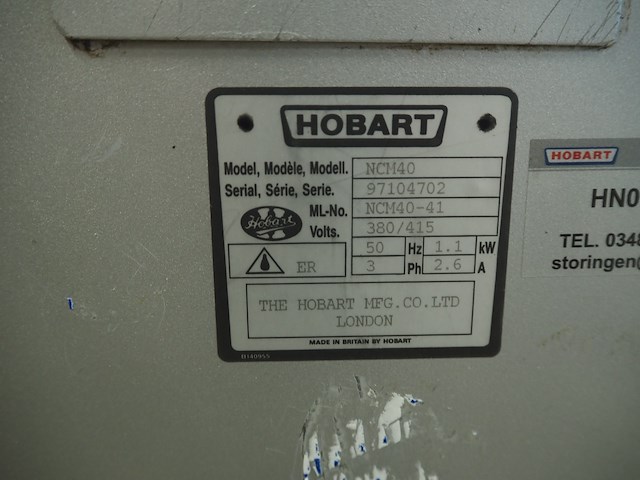 HOBART
Model, Modèle, Modell. NCM40
Serial, Série, Serie. 97104702
Hobart
ML-No. NCM40-41
Volts. 380/415
50 Hz 1.1 kW
ER
3 Ph 2.6 A
THE HOBART MFG.CO.LTD
LONDON
MADE IN BRITAIN BY HOBART
HOBART
HN0
TEL. 0348
storingen@